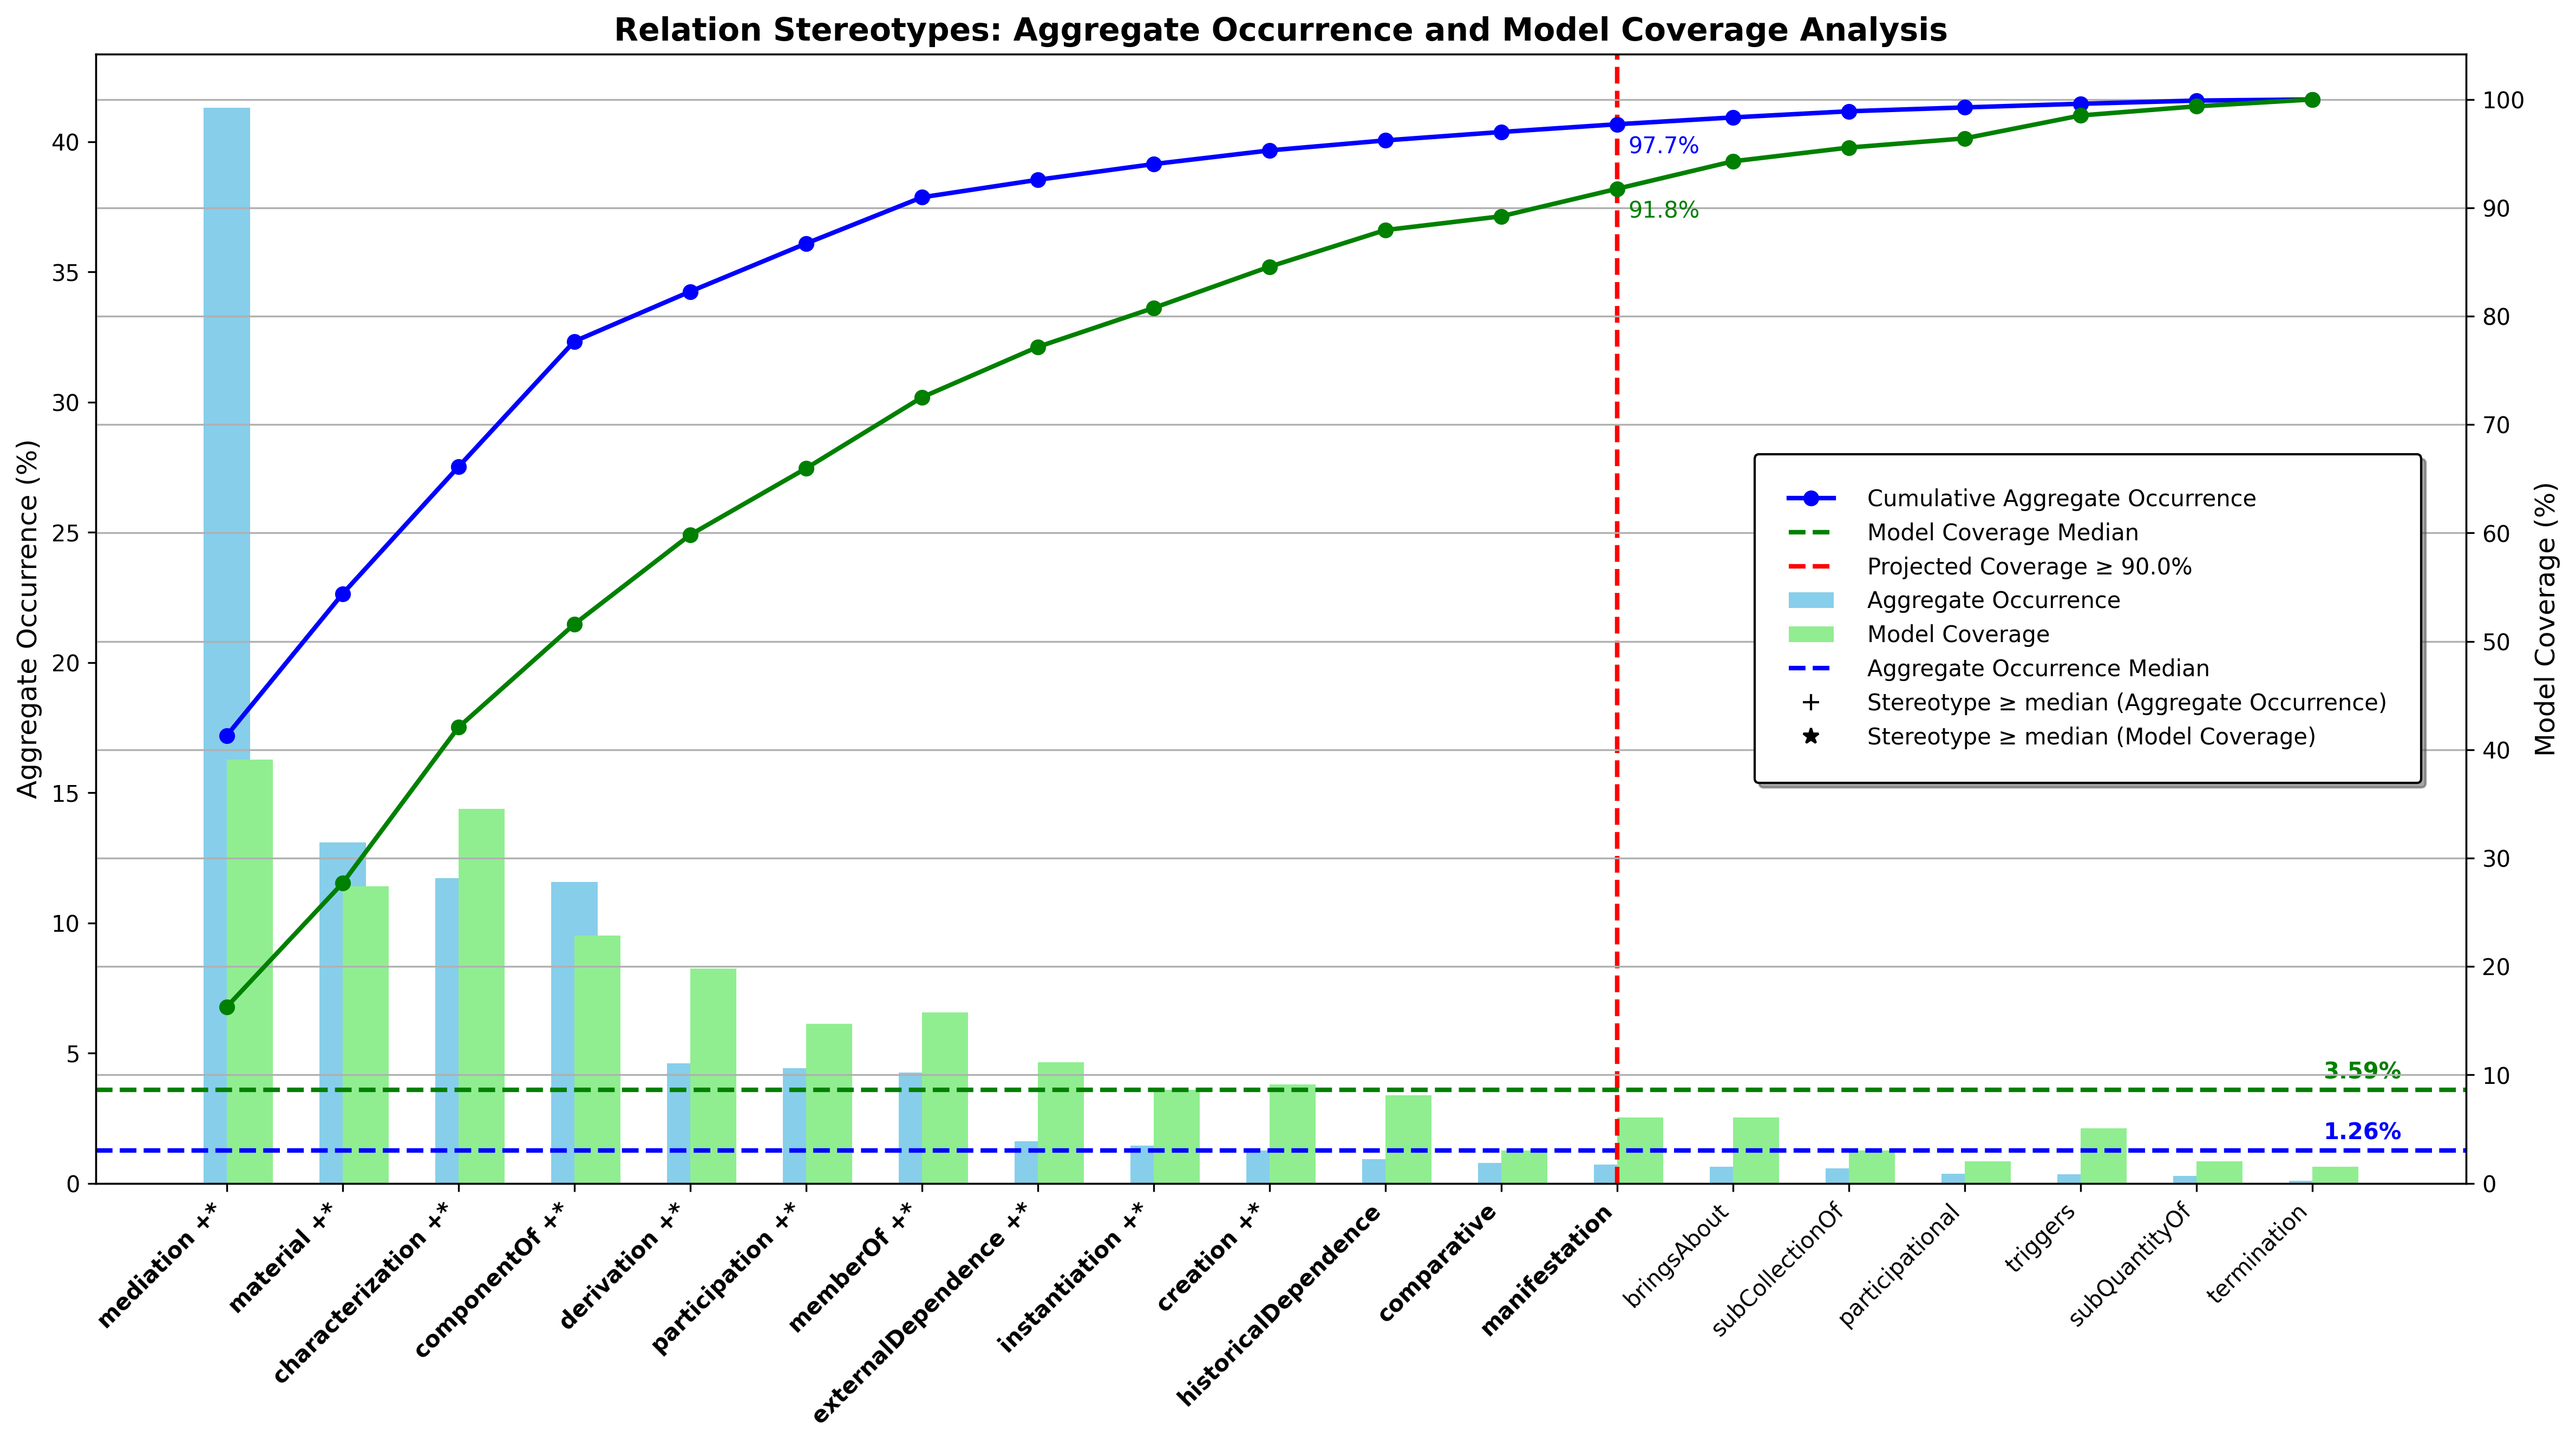 Relation Stereotypes: Aggregate Occurrence and Model Coverage Analysis
Aggregate Occurrence (%)
40
35
30
25
20
15
10
5
0
97.7%
91.8%
3.59%
1.26%
Cumulative Aggregate Occurrence
Model Coverage Median
Projected Coverage ≥ 90.0%
Aggregate Occurrence
Model Coverage
Aggregate Occurrence Median
Stereotype ≥ median (Aggregate Occurrence)
Stereotype ≥ median (Model Coverage)
100
90
80
70
60
50
40
30
20
10
0
Model Coverage (%)
mediation +*
material +*
characterization +*
componentOf +*
derivation +*
participation +*
memberOf +*
externalDependence +*
instantiation +*
creation +*
historicalDependence
comparative
manifestation
bringsAbout
subCollectionOf
participational
triggers
subQuantityOf
termination